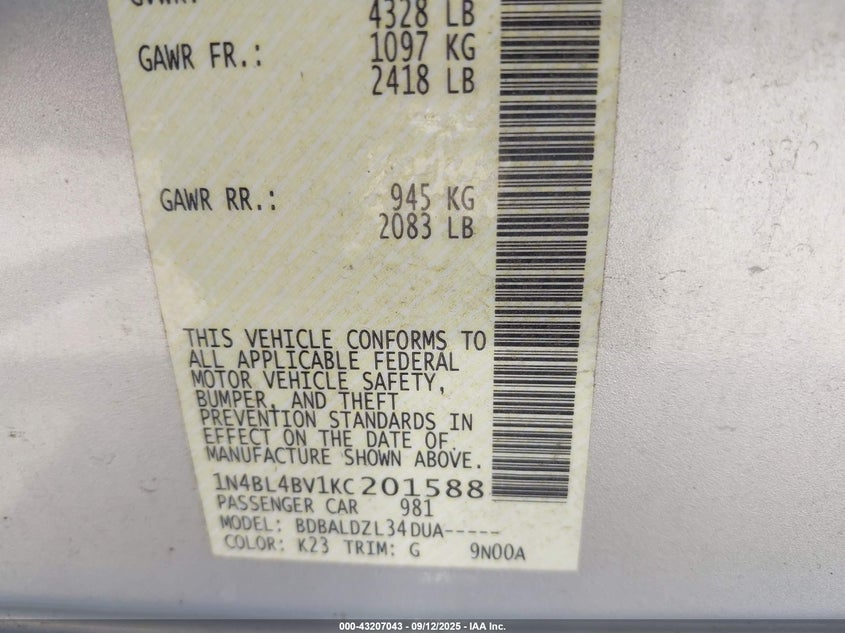 GVWR:
4328 LB
GAWR FR.: 1097 KG
2418 LB
GAWR RR.: 945 KG
2083 LB
THIS VEHICLE CONFORMS TO
ALL APPLICABLE FEDERAL
MOTOR VEHICLE SAFETY,
BUMPER, AND THEFT
PREVENTION STANDARDS IN
EFFECT ON THE DATE OF
MANUFACTURE SHOWN ABOVE.
1N4BL4BV1KC201588
PASSENGER CAR 981
MODEL: BDBALDZL34DUA-----
COLOR: K23 TRIM: G 9N00A
000-43207043 - 09/12/2025 - IAA Inc.